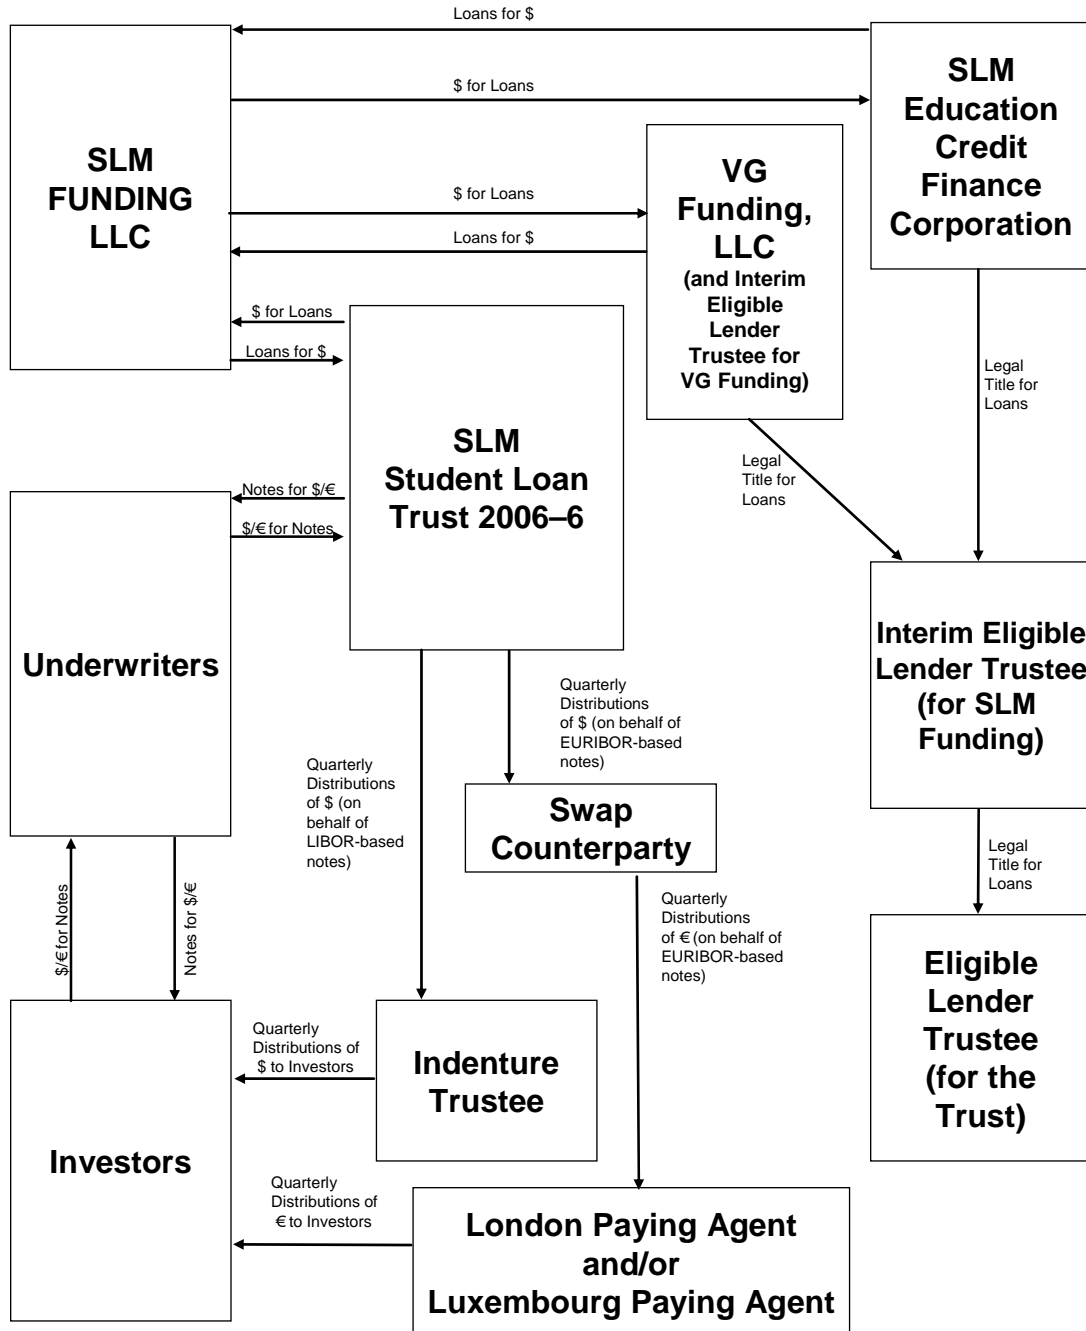 Loans for $
$ for Loans
SLM
FUNDING
LLC
SLM
Education
Credit
Finance
Corporation
VG
Funding,
LLC
(and Interim
Eligible
Lender
Trustee for
VG Funding)
$ for Loans
Loans for $
$ for Loans
Loans for $
SLM
Student Loan
Trust 2006–6
Legal
Title for
Loans
Legal
Title for
Loans
Notes for $/€
$/€ for Notes
Underwriters
Interim Eligible
Lender Trustee
(for SLM
Funding)
Quarterly
Distributions
of $ (on
behalf of
LIBOR-based
notes)
Quarterly
Distributions
of $ (on behalf of
EURIBOR-based
notes)
Swap
Counterparty
Legal
Title for
Loans
$/€ for Notes
Notes for $/€
Quarterly
Distributions
of € (on behalf of
EURIBOR-based
notes)
Eligible
Lender
Trustee
(for the
Trust)
Investors
Quarterly
Distributions of
$ to Investors
Indenture
Trustee
Quarterly
Distributions of
€ to Investors
London Paying Agent
and/or
Luxembourg Paying Agent